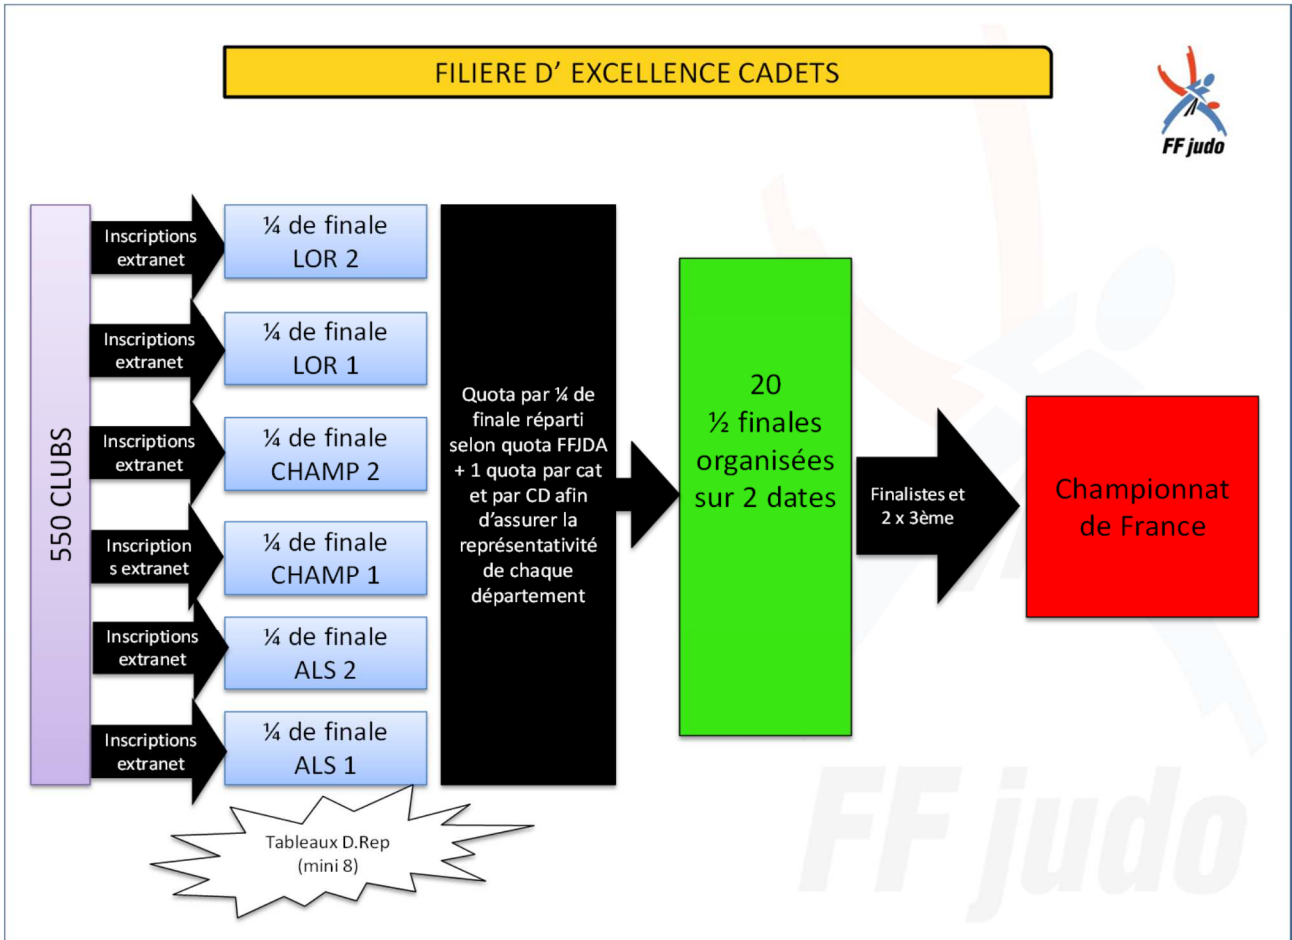 FILIERE D’ EXCELLENCE CADETS
FF judo
550 CLUBS
Inscriptions
extranet
¼ de finale
LOR 2
Inscriptions
extranet
¼ de finale
LOR 1
Inscriptions
extranet
¼ de finale
CHAMP 2
Inscription
s extranet
¼ de finale
CHAMP 1
Inscriptions
extranet
¼ de finale
ALS 2
Inscriptions
extranet
¼ de finale
ALS 1
Tableaux D.Rep
(mini 8)
Quota par ¼ de
finale réparti
selon quota FFJDA
+ 1 quota par cat
et par CD afin
d’assurer la
représentativité
de chaque
département
20
½ finales
organisées
sur 2 dates
Finalistes et
2 x 3ème
Championnat
de France
FF judo